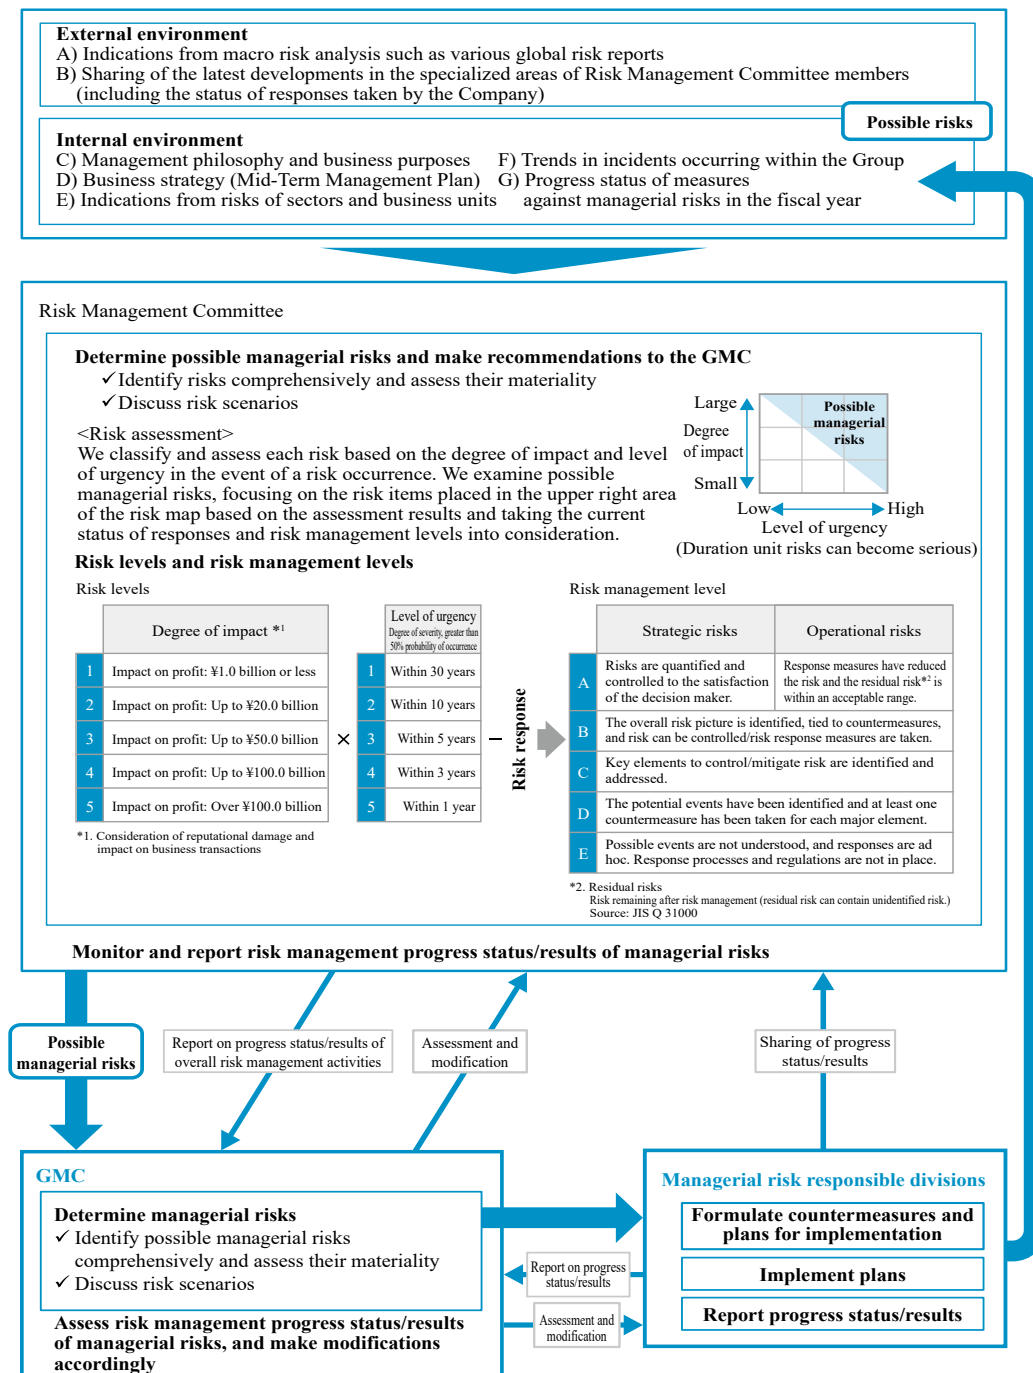 External environment
A) Indications from macro risk analysis such as various global risk reports
B) Sharing of the latest developments in the specialized areas of Risk Management Committee members
(including the status of responses taken by the Company)
Possible risks
Internal environment
C) Management philosophy and business purposes
D) Business strategy (Mid-Term Management Plan)
E) Indications from risks of sectors and business units
F) Trends in incidents occurring within the Group
G) Progress status of measures
against managerial risks in the fiscal year
Risk Management Committee
Determine possible managerial risks and make recommendations to the GMC
✓Identify risks comprehensively and assess their materiality
✓Discuss risk scenarios
<Risk assessment>
We classify and assess each risk based on the degree of impact and level
of urgency in the event of a risk occurrence. We examine possible
managerial risks, focusing on the risk items placed in the upper right area
of the risk map based on the assessment results and taking the current
status of responses and risk management levels into consideration.
Large
Degree
of impact
Small
Possible
managerial
risks
Low
High
Level of urgency
(Duration unit risks can become serious)
Risk levels and risk management levels
Risk levels
Degree of impact *1
1 Impact on profit: ¥1.0 billion or less
2 Impact on profit: Up to ¥20.0 billion
3 Impact on profit: Up to ¥50.0 billion
4 Impact on profit: Up to ¥100.0 billion
5 Impact on profit: Over ¥100.0 billion
*1. Consideration of reputational damage and
impact on business transactions
×
Level of urgency
Degree of severity, greater than
50% probability of occurrence
1 Within 30 years
2 Within 10 years
3 Within 5 years
4 Within 3 years
5 Within 1 year
−
Risk response
Risk management level
Strategic risks
Operational risks
A
Risks are quantified and
controlled to the satisfaction
of the decision maker.
Response measures have reduced
the risk and the residual risk*2 is
within an acceptable range.
B
The overall risk picture is identified, tied to countermeasures,
and risk can be controlled/risk response measures are taken.
C
Key elements to control/mitigate risk are identified and
addressed.
D
The potential events have been identified and at least one
countermeasure has been taken for each major element.
E
Possible events are not understood, and responses are ad
hoc. Response processes and regulations are not in place.
*2. Residual risks
Risk remaining after risk management (residual risk can contain unidentified risk.)
Source: JIS Q 31000
Monitor and report risk management progress status/results of managerial risks
Possible
managerial risks
Report on progress status/results of
overall risk management activities
Assessment and
modification
Sharing of progress
status/results
GMC
Determine managerial risks
✓ Identify possible managerial risks
comprehensively and assess their materiality
✓ Discuss risk scenarios
Assess risk management progress status/results
of managerial risks, and make modifications
accordingly
Report on progress
status/results
Assessment and
modification
Managerial risk responsible divisions
Formulate countermeasures and
plans for implementation
Implement plans
Report progress status/results